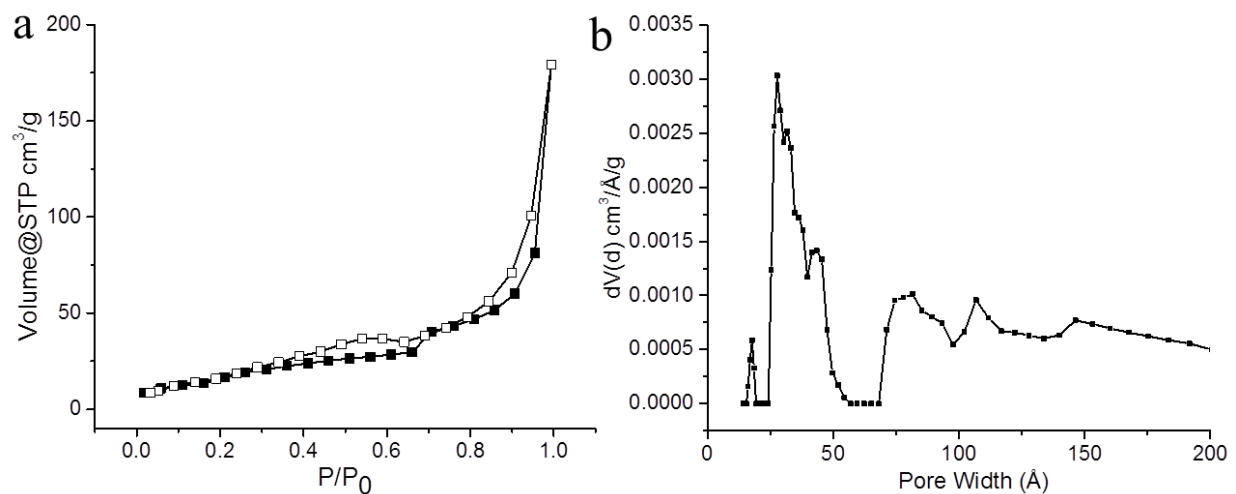 a
200
150
100
50
0
Volume@STP cm³/g
0.0 0.2 0.4 0.6 0.8 1.0
P/P₀
b
0.0035
0.0030
0.0025
0.0020
0.0015
0.0010
0.0005
0.0000
dV(d) cm³/Å/g
0 50 100 150 200
Pore Width (Å)